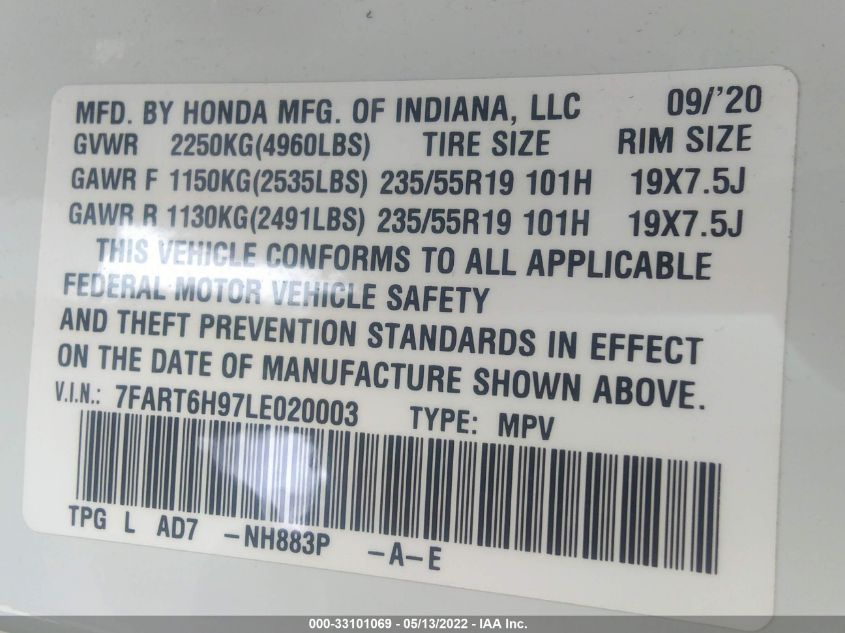 MFD. BY HONDA MFG. OF INDIANA, LLC 09/'20
GVWR 2250KG(4960LBS) TIRE SIZE RIM SIZE
GAWR F 1150KG(2535LBS) 235/55R19 101H 19X7.5J
GAWR R 1130KG(2491LBS) 235/55R19 101H 19X7.5J
THIS VEHICLE CONFORMS TO ALL APPLICABLE
FEDERAL MOTOR VEHICLE SAFETY
AND THEFT PREVENTION STANDARDS IN EFFECT
ON THE DATE OF MANUFACTURE SHOWN ABOVE.
V.I.N.: 7FART6H97LE020003 TYPE: MPV
TPG L AD7 -NH883P -A-E
000-33101069 - 05/13/2022 - IAA Inc.